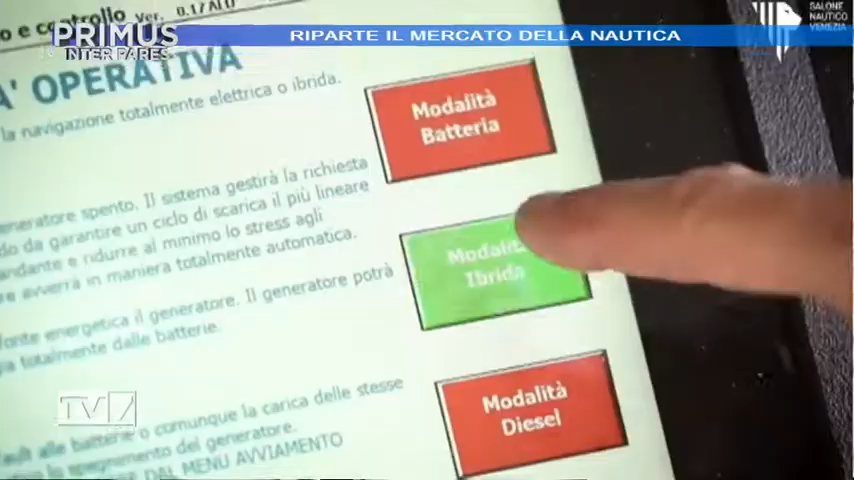 o e controllo Ver. 0.17ALU
PRIMUS
INTER PARES
RIPARTE IL MERCATO DELLA NAUTICA
SALONE
NAUTICO
VENEZIA
A' OPERATIVA
la navigazione totalmente elettrica o ibrida.
Modalità
Batteria
eneratore spento. Il sistema gestirà la richiesta
do da garantire un ciclo di scarica il più lineare
andante e ridurre al minimo lo stress agli
re avverrà in maniera totalmente automatica.
Modalità
Ibrida
fonte energetica il generatore. Il generatore potrà
gia totalmente dalle batterie.
Modalità
Diesel
TV7
fault alle batterie o comunque la carica delle stesse
lo spegnimento del generatore.
DAL MENU AVVIAMENTO